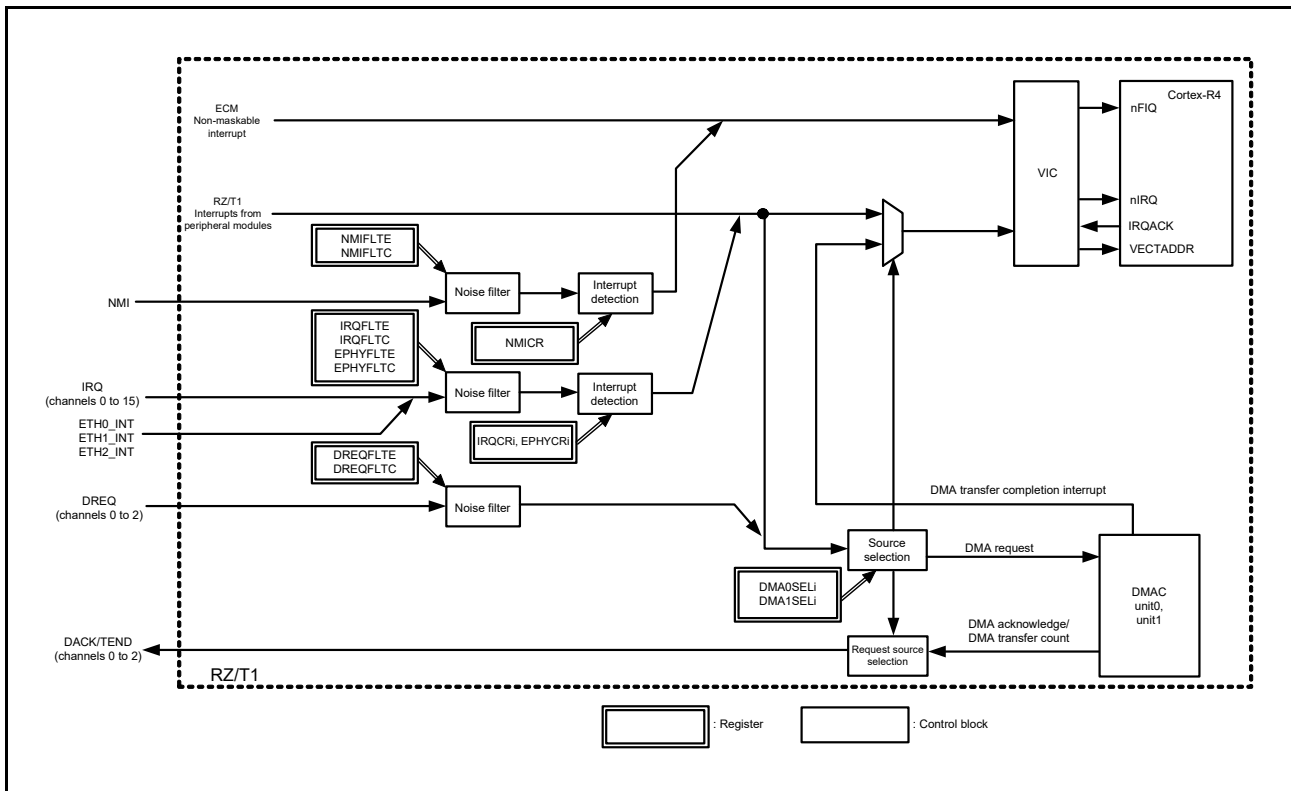 ECM
Non-maskable
interrupt
Cortex-R4
nFIQ
VIC
RZ/T1
Interrupts from
peripheral modules
nIRQ
IRQACK
VECTADDR
NMIFLTE
NMIFLTC
Noise filter
Interrupt
detection
NMI
NMICR
IRQFLTE
IRQFLTC
EPHYFLTE
EPHYFLTC
IRQ
(channels 0 to 15)
Noise filter
Interrupt
detection
ETH0_INT
ETH1_INT
ETH2_INT
IRQCRi, EPHYCRi
DREQFLTE
DREQFLTC
DREQ
(channels 0 to 2)
Noise filter
DMA transfer completion interrupt
Source
selection
DMA request
DMA0SELi
DMA1SELi
DMAC
unit0,
unit1
DMA acknowledge/
DMA transfer count
DACK/TEND
(channels 0 to 2)
Request source
selection
RZ/T1
: Register
: Control block